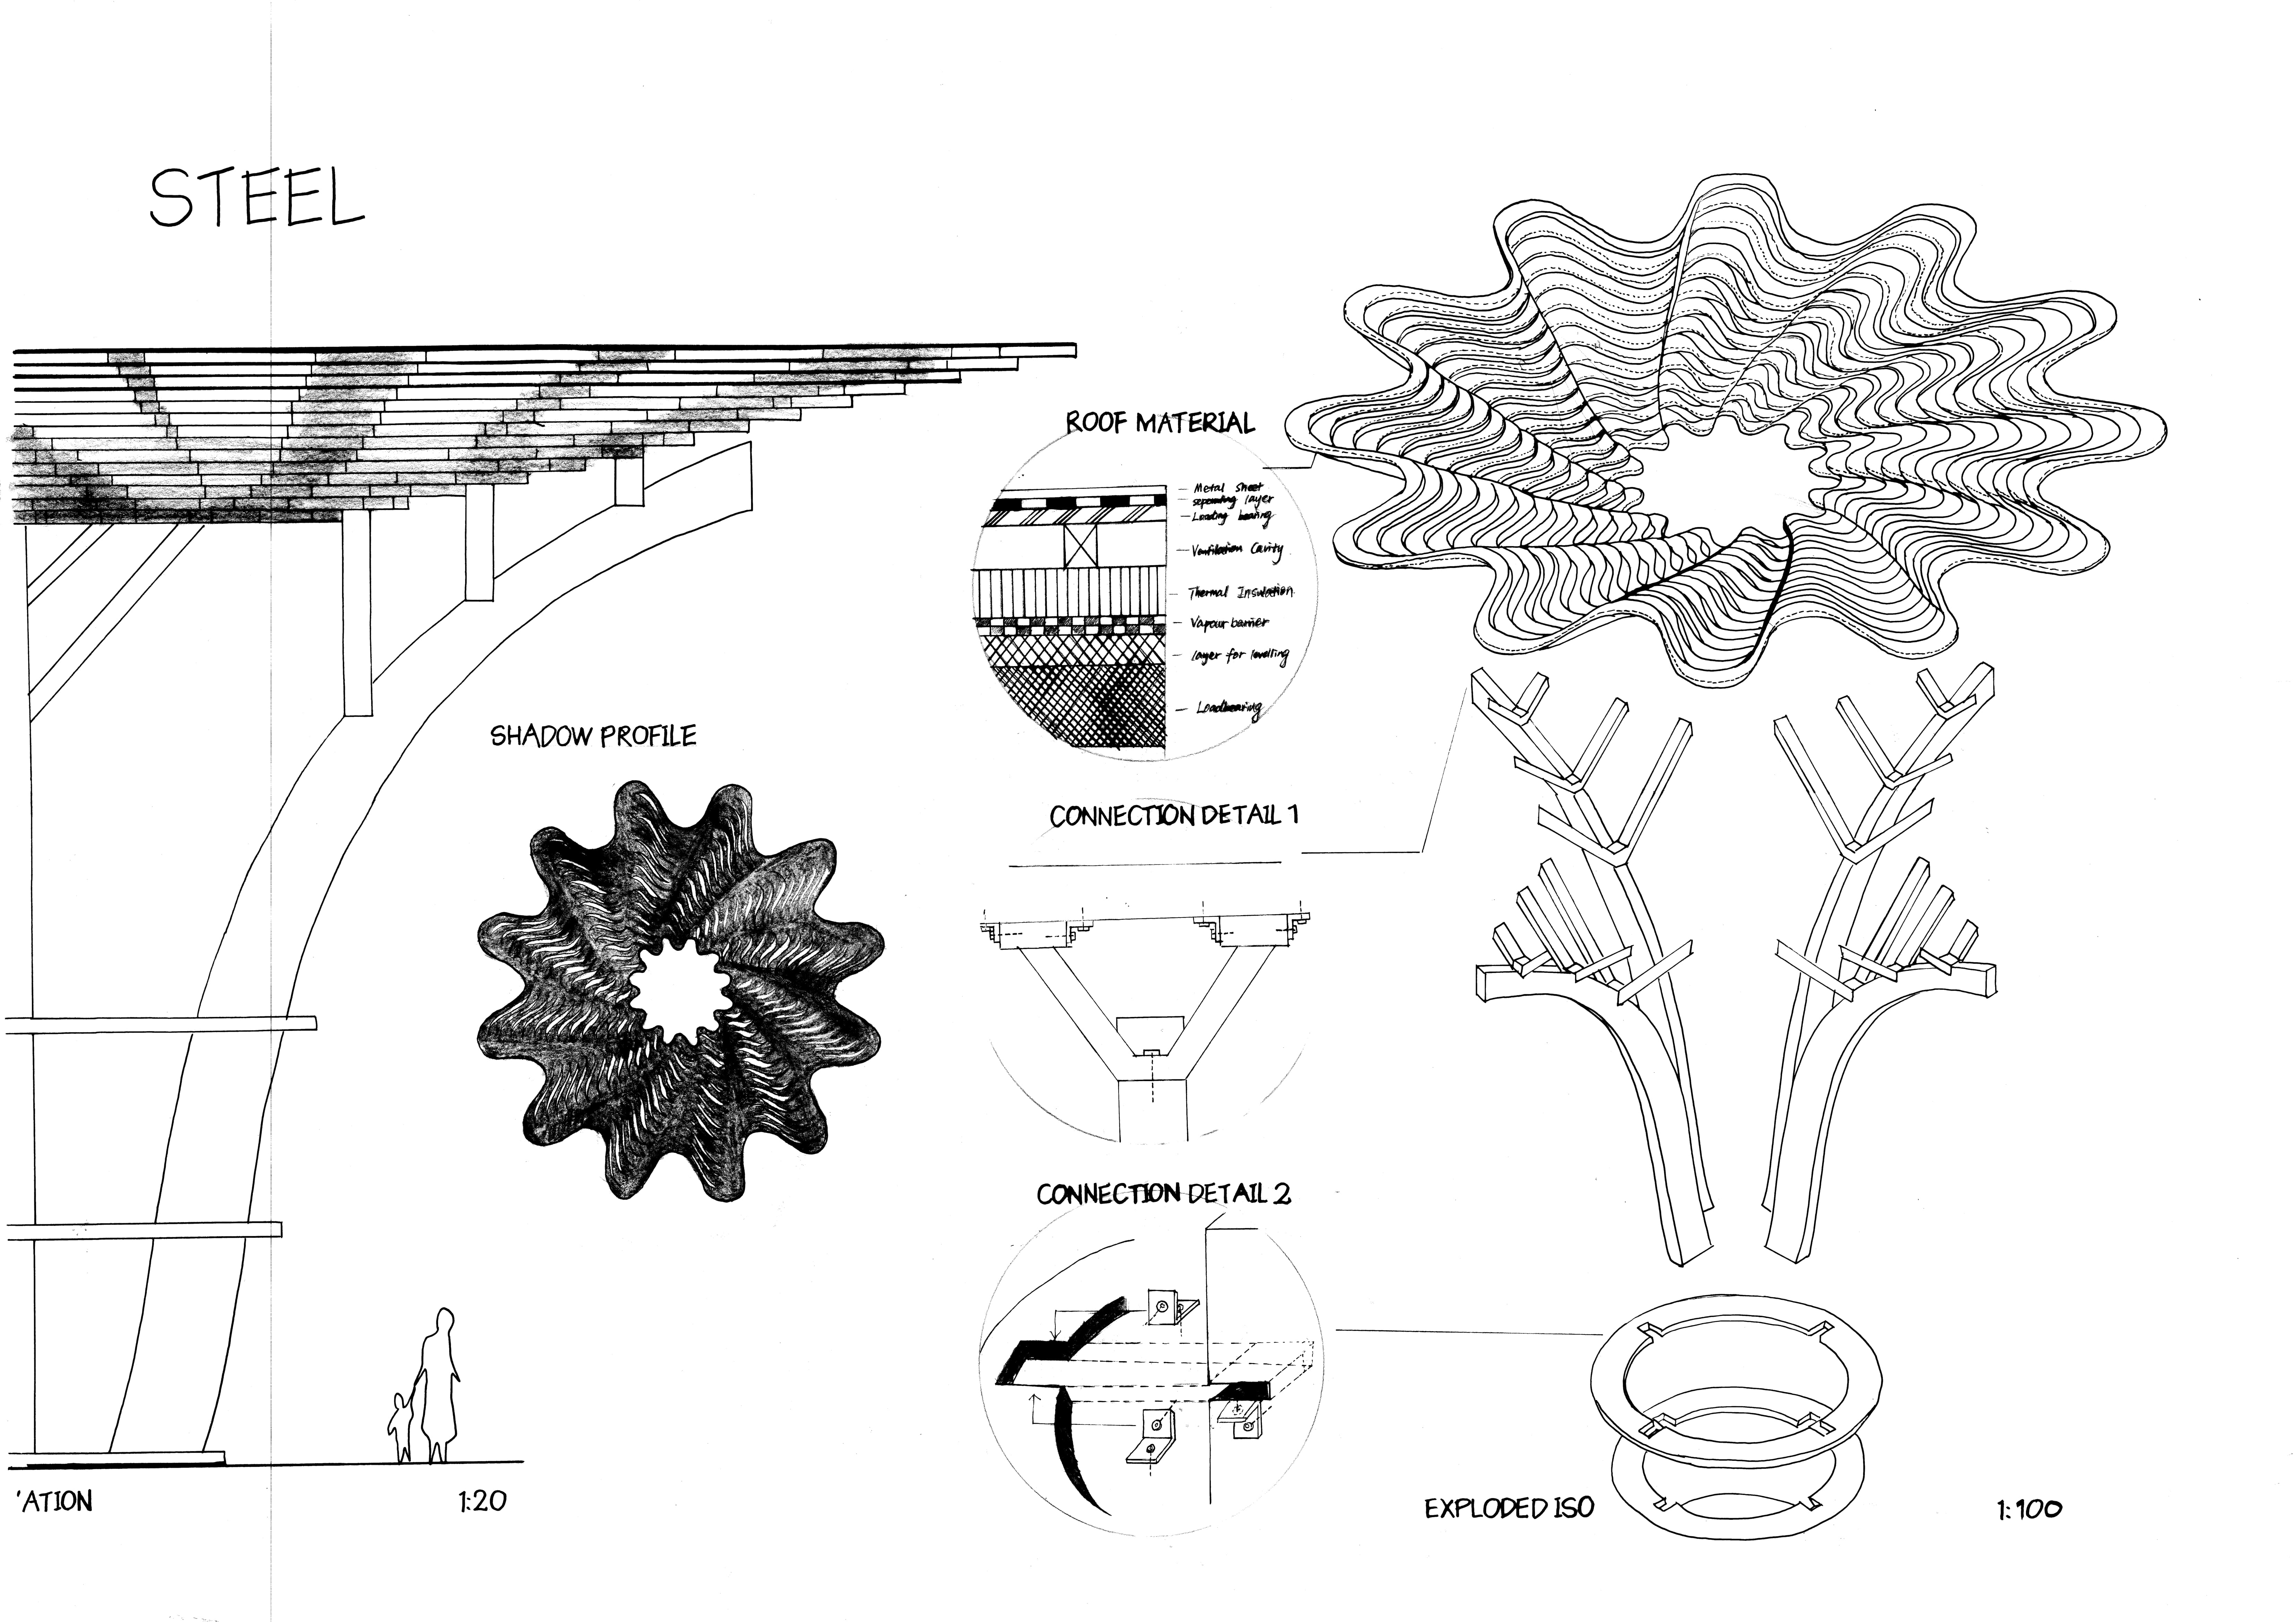 STEEL
ROOF MATERIAL
Metal sheet
seperating layer
Loading bearing
Ventilation Cavity
Thermal Insulation
Vapour barrier
layer for levelling
Loadbearing
SHADOW PROFILE
CONNECTION DETAIL 1
CONNECTION DETAIL 2
'ATION
1:20
EXPLODED ISO
1:100